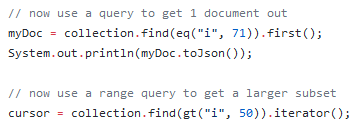 // now use a query to get 1 document out
myDoc = collection.find(eq("i", 71)).first();
System.out.println(myDoc.toJson());
// now use a range query to get a larger subset
cursor = collection.find(gt("i", 50)).iterator();